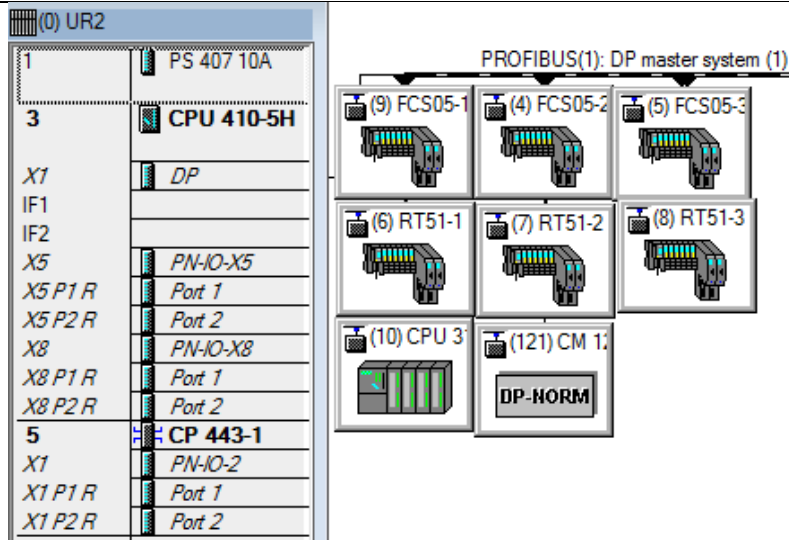 (0) UR2
1 PS 407 10A
3 CPU 410-5H
X1 DP
IF1
IF2
X5 PN-IO-X5
X5 P1 R Port 1
X5 P2 R Port 2
X8 PN-IO-X8
X8 P1 R Port 1
X8 P2 R Port 2
5 CP 443-1
X1 PN-IO-2
X1 P1 R Port 1
X1 P2 R Port 2
PROFIBUS(1): DP master system (1)
(9) FCS05-1 (4) FCS05-2 (5) FCS05-3
(6) RT51-1 (7) RT51-2 (8) RT51-3
(10) CPU (121) CM
DP-NORM